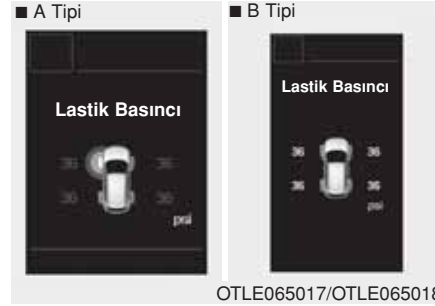 ■ A Tipi
■ B Tipi
Lastik Basıncı
36 36
36 36
psi
Lastik Basıncı
36 36
36 36
psi
OTLE065017/OTLE065018